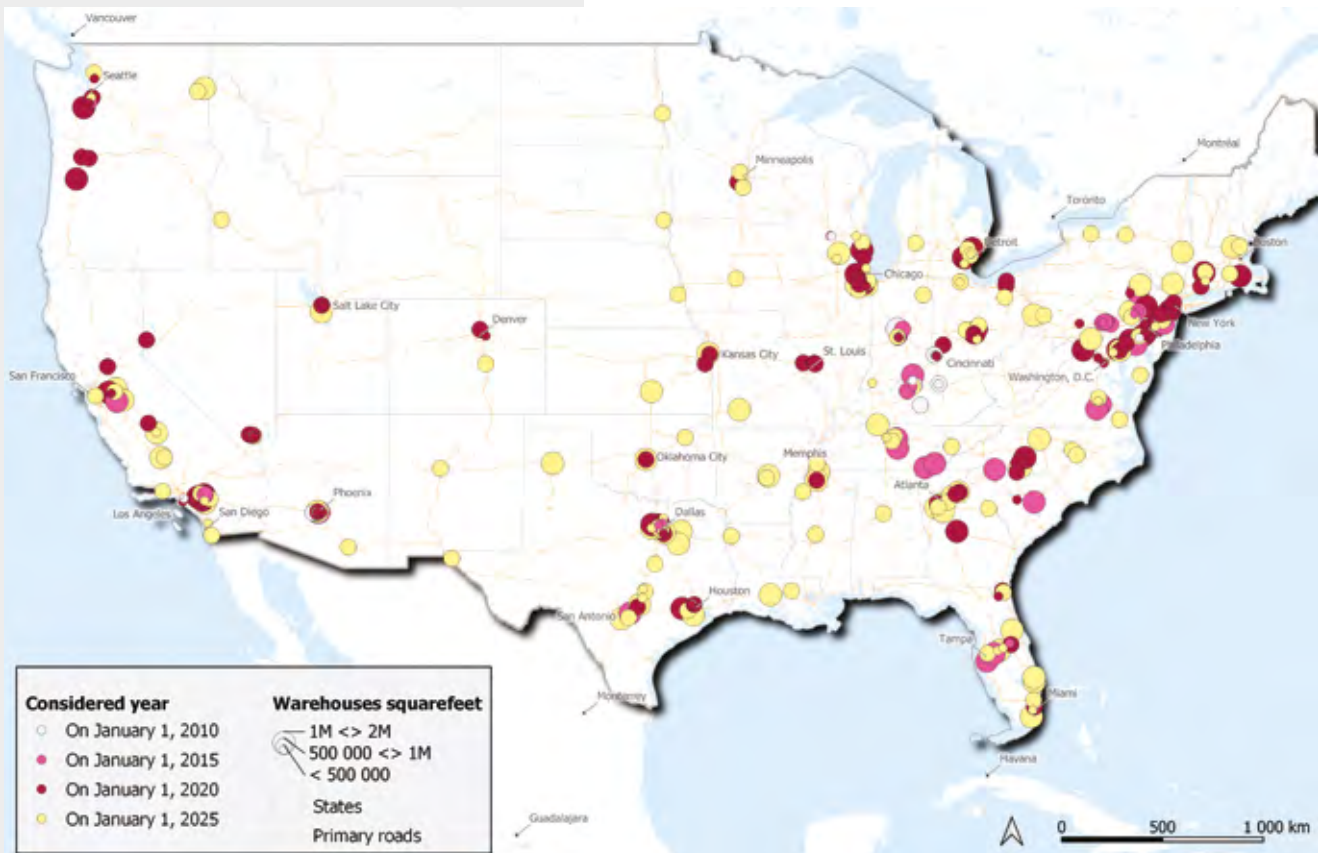 Vancouver
Seattle
Montréal
Minneapolis
Toronto
Boston
Detroit
Chicago
Salt Lake City
Denver
New York
Kansas City
St. Louis
Cincinnati
Philadelphia
Washington, D.C.
San Francisco
Oklahoma City
Memphis
Atlanta
Phoenix
Los Angeles
San Diego
Dallas
Houston
San Antonio
Tampa
Miami
Monterrey
Havana
Guadalajara
Considered year
On January 1, 2010
On January 1, 2015
On January 1, 2020
On January 1, 2025
Warehouses squarefeet
1M <> 2M
500 000 <> 1M
< 500 000
States
Primary roads
0 500 1 000 km